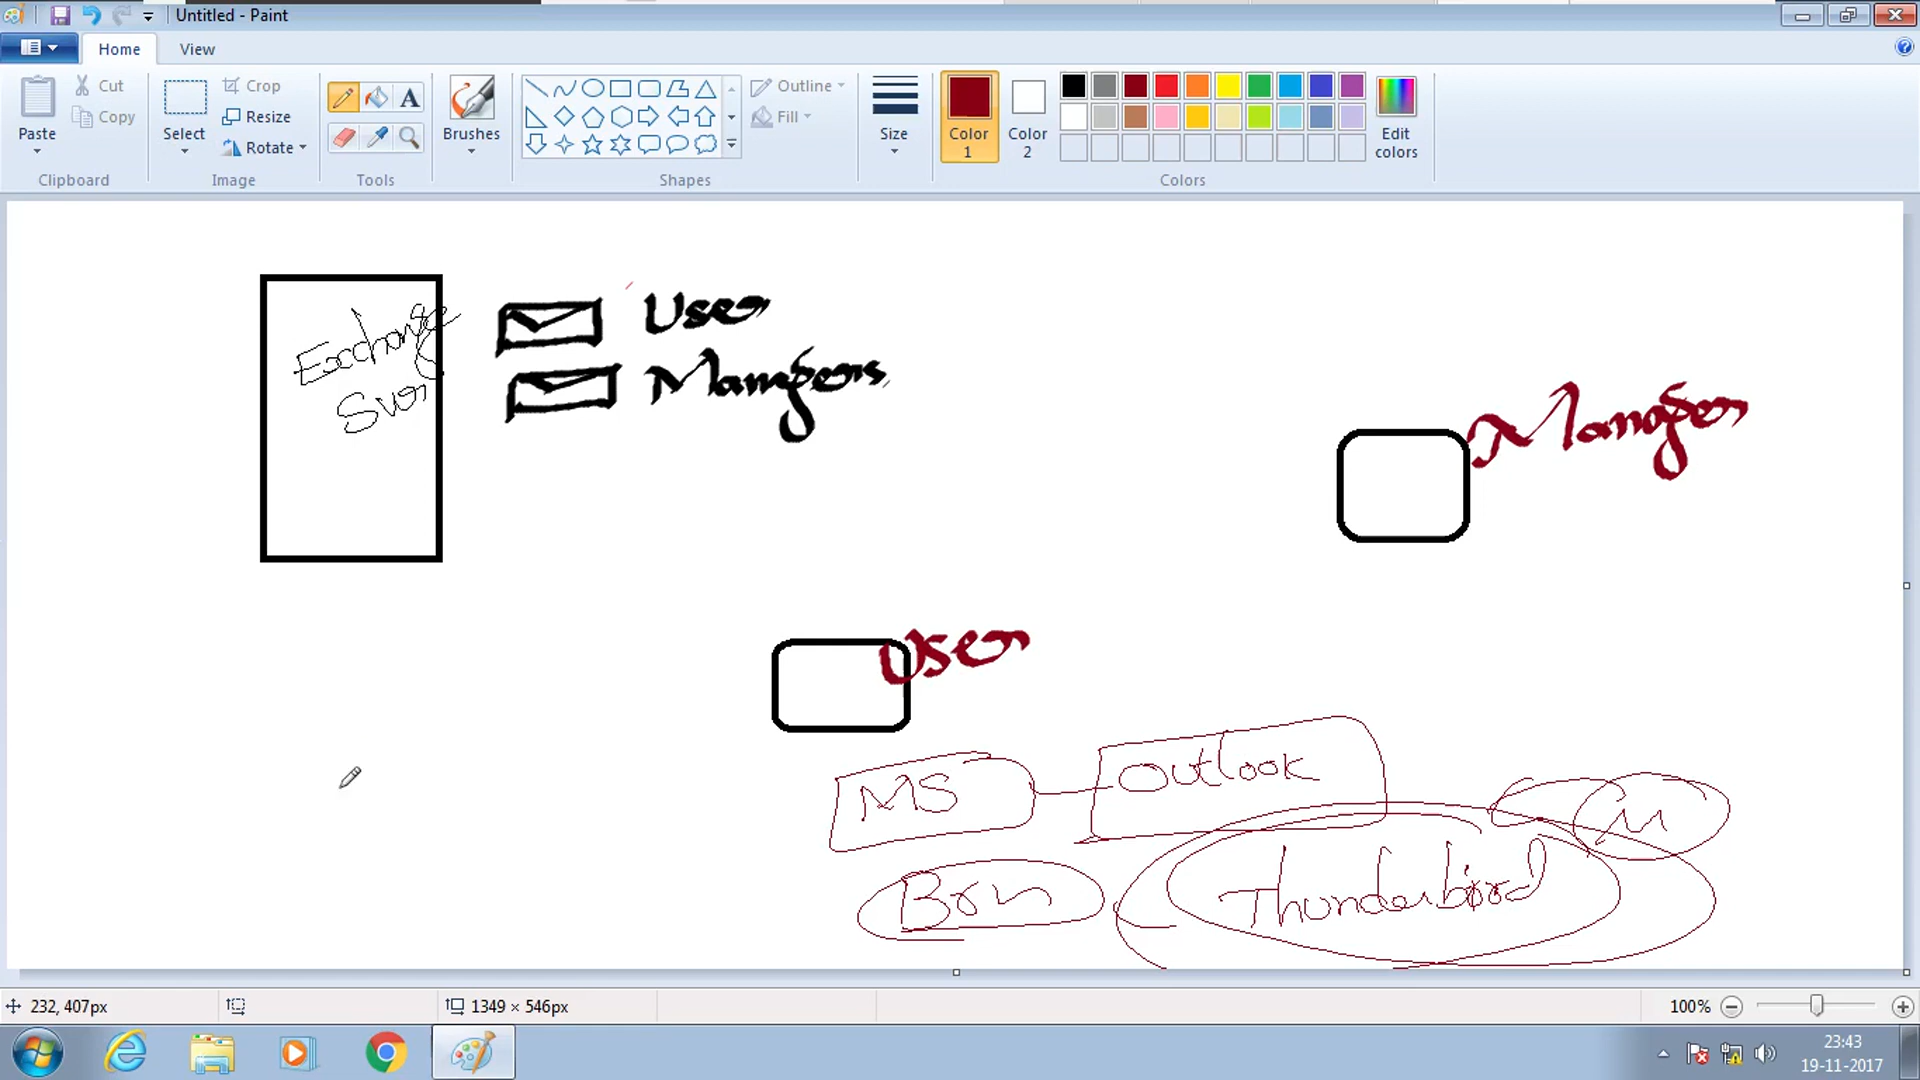 Untitled - Paint
Home
View
Paste
Cut
Copy
Clipboard
Select
Crop
Resize
Rotate
Image
A
Tools
Brushes
Outline
Fill
Shapes
Size
Color 1
Color 2
Edit colors
Colors
Exchange
User
Managers
Manager
User
MS
Outlook
Thunderbird
232, 407px
1349 × 546px
100%
23:43
19-11-2017